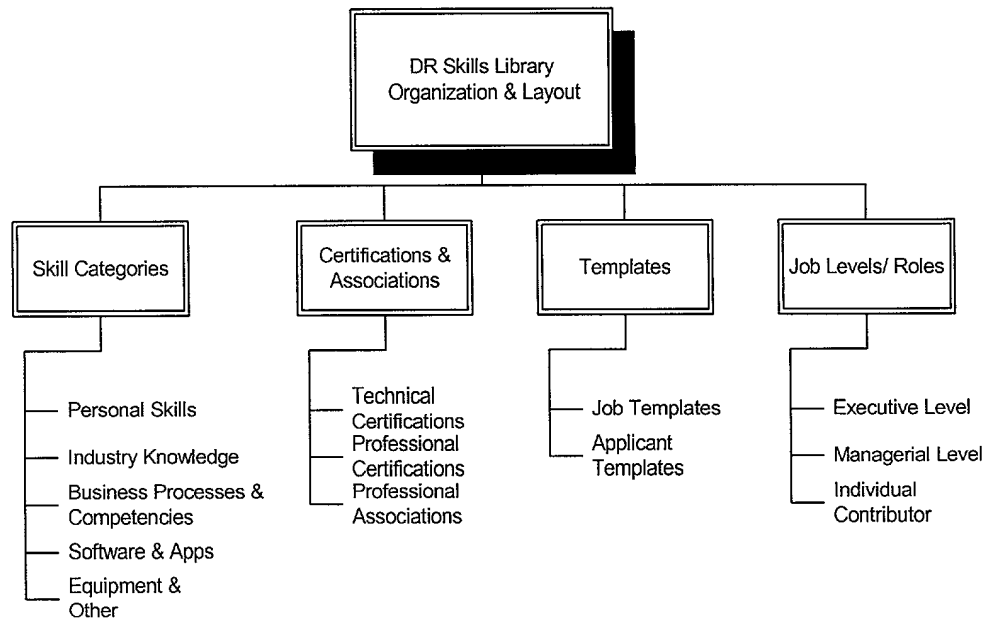 DR Skills Library
Organization & Layout
Skill Categories
Certifications &
Associations
Templates
Job Levels/ Roles
Personal Skills
Industry Knowledge
Business Processes &
Competencies
Software & Apps
Equipment &
Other
Technical
Certifications
Professional
Certifications
Professional
Associations
Job Templates
Applicant
Templates
Executive Level
Managerial Level
Individual
Contributor